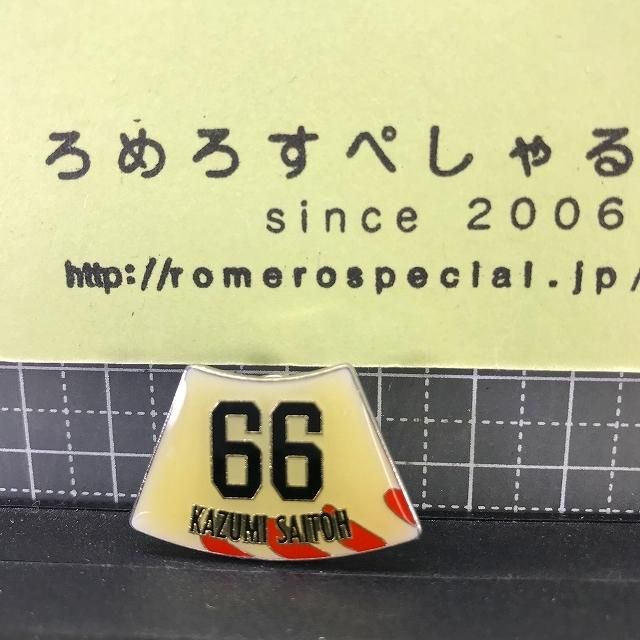 ろめろすぺしゃる
since 2006
http://romerospecial.jp/
66
KAZUMI SAITOH